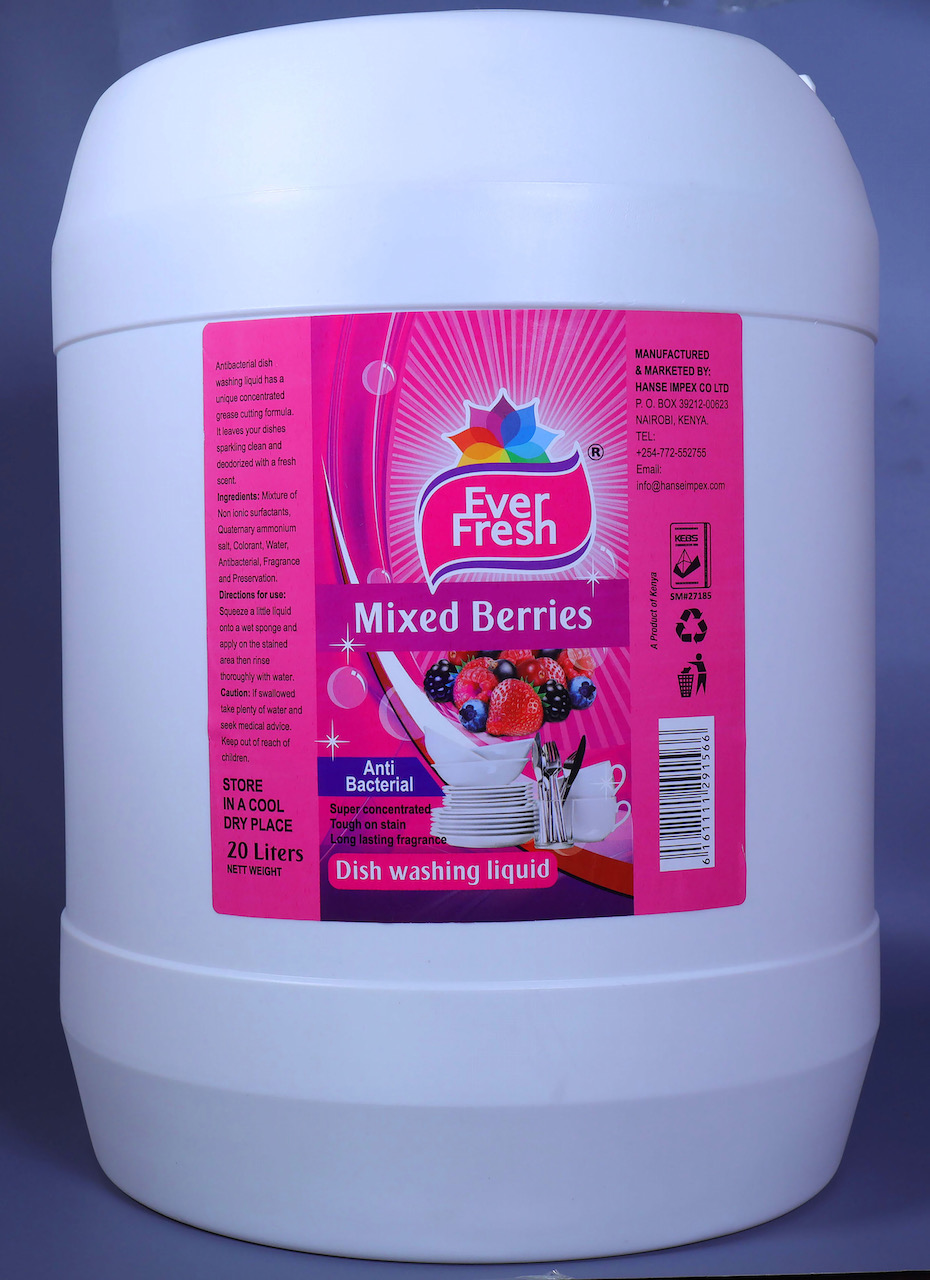 Antibacterial dish
washing liquid has a
unique concentrated
grease cutting formula.
It leaves your dishes
sparkling clean and
deodorized with a fresh
scent.
Ingredients: Mixture of
Non ionic surfactants,
Quaternary ammonium
salt, Colorant, Water,
Antibacterial, Fragrance
and Preservation.
Directions for use:
Squeeze a little liquid
onto a wet sponge and
apply on the stained
area then rinse
thoroughly with water.
Caution: if swallowed
take plenty of water and
seek medical advice.
Keep out of reach of
children.
STORE
IN A COOL
DRY PLACE
20 Liters
NETT WEIGHT
Ever
Fresh
®
Mixed Berries
Anti
Bacterial
Super concentrated
Tough on stain
Long lasting fragrance
Dish washing liquid
MANUFACTURED
& MARKETED BY:
HANSE IMPEX CO LTD
P. O. BOX 39212-00623
NAIROBI, KENYA.
TEL:
+254-772-552755
Email:
info@hanseimpex.com
KEBS
SM#27185
A Product of Kenya
6161111291566